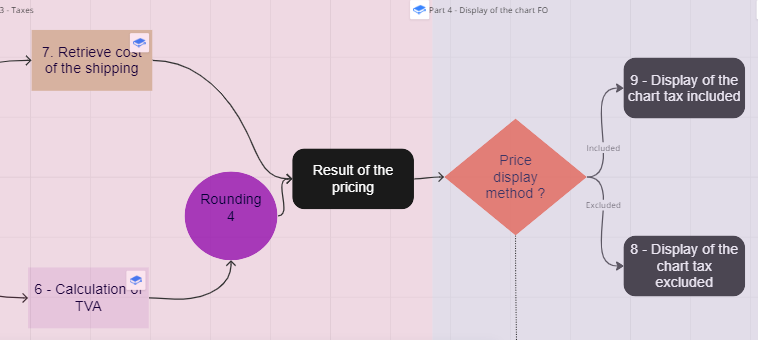 3 - Taxes
Part 4 - Display of the chart FO
7. Retrieve cost
of the shipping
9 - Display of the
chart tax included
Included
Result of the
pricing
Price
display
method ?
Rounding
4
Excluded
8 - Display of the
chart tax
excluded
6 - Calculation of
TVA